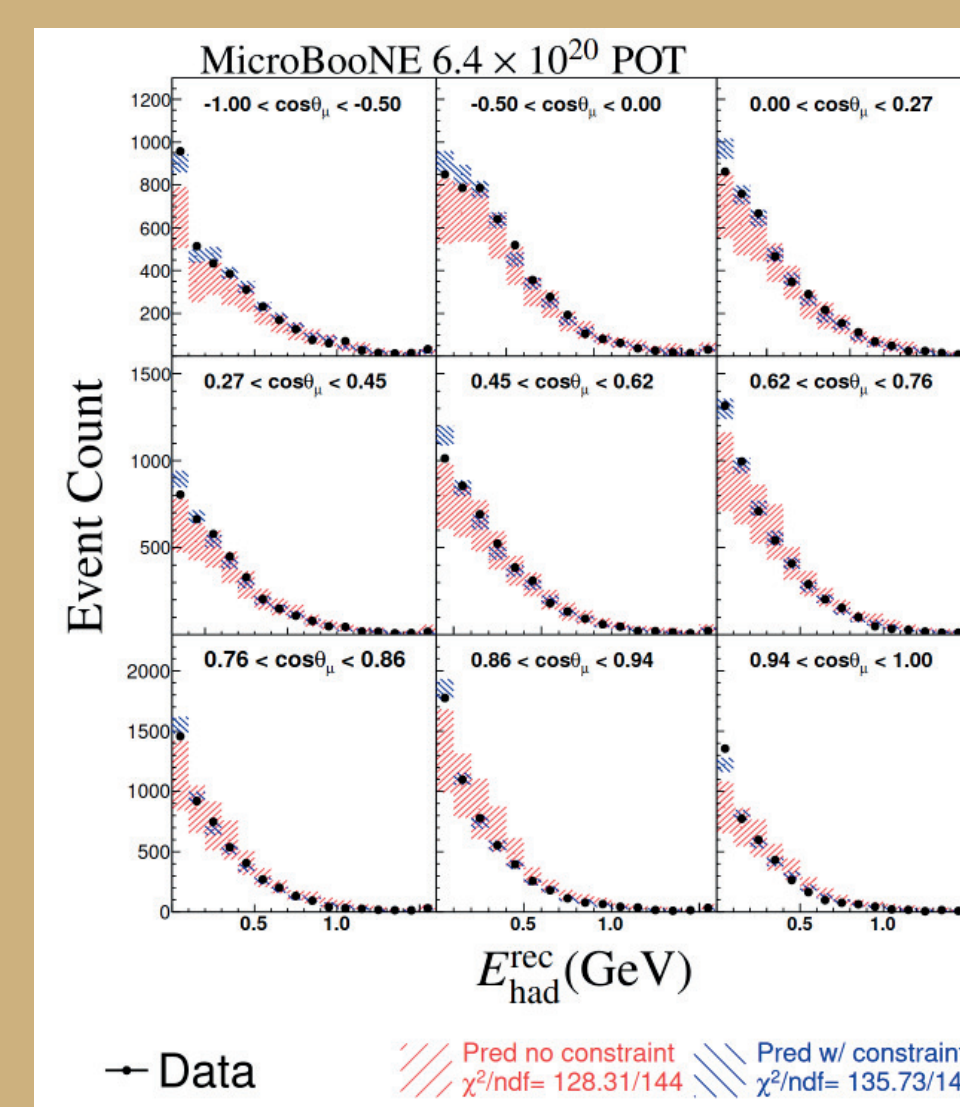 MicroBooNE 6.4 × 10²⁰ POT
-1.00 < cosθμ < -0.50
-0.50 < cosθμ < 0.00
0.00 < cosθμ < 0.27
1200
1000
800
600
400
200
0.27 < cosθμ < 0.45
0.45 < cosθμ < 0.62
0.62 < cosθμ < 0.76
1500
1000
500
0.76 < cosθμ < 0.86
0.86 < cosθμ < 0.94
0.94 < cosθμ < 1.00
2000
1500
1000
500
0
Event Count
0.5 1.0 0.5 1.0 0.5 1.0
E^rec_had (GeV)
Data
Pred no constraint
χ²/ndf= 128.31/144
Pred w/ constraint
χ²/ndf= 135.73/14